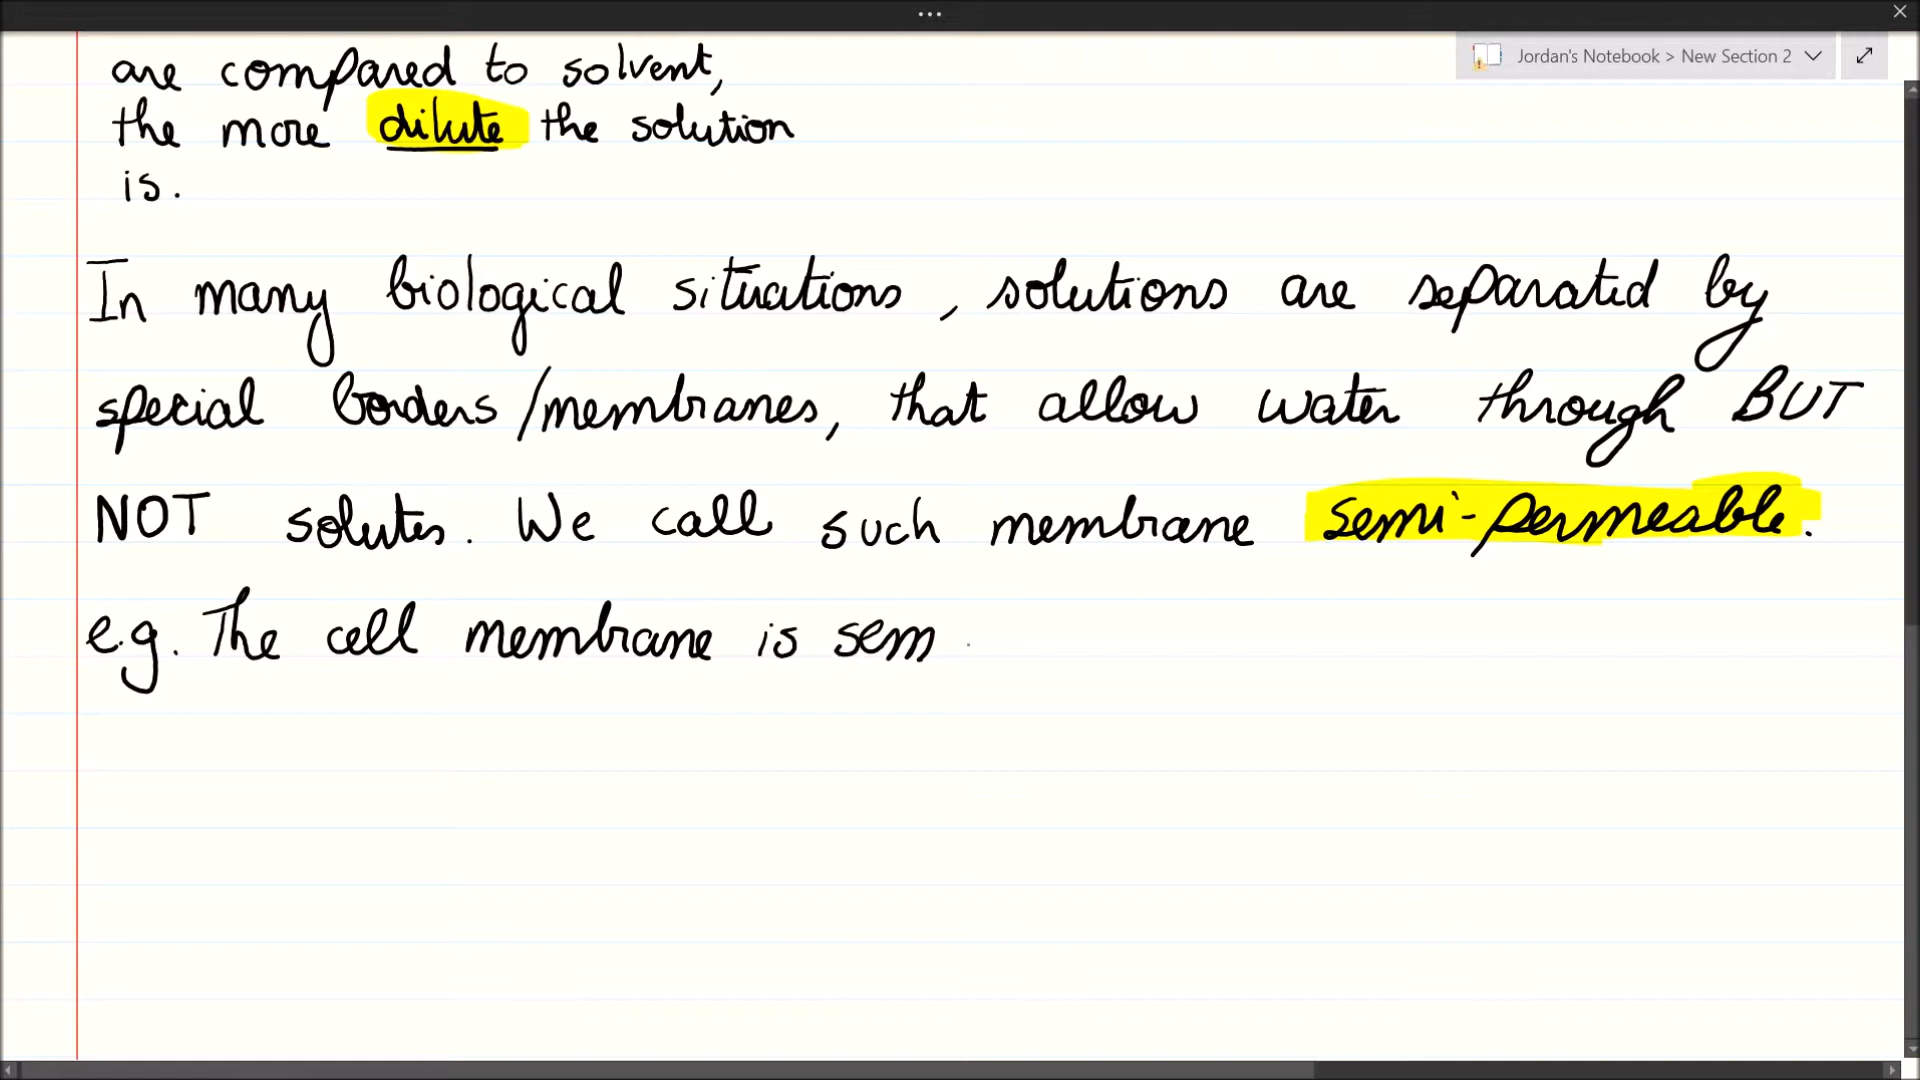 Jordan's Notebook > New Section 2
are compared to solvent,
the more dilute the solution
is.
In many biological situations, solutions are separated by
special borders/membranes, that allow water through BUT
NOT solutes. We call such membrane semi-permeable.
e.g. The cell membrane is sem